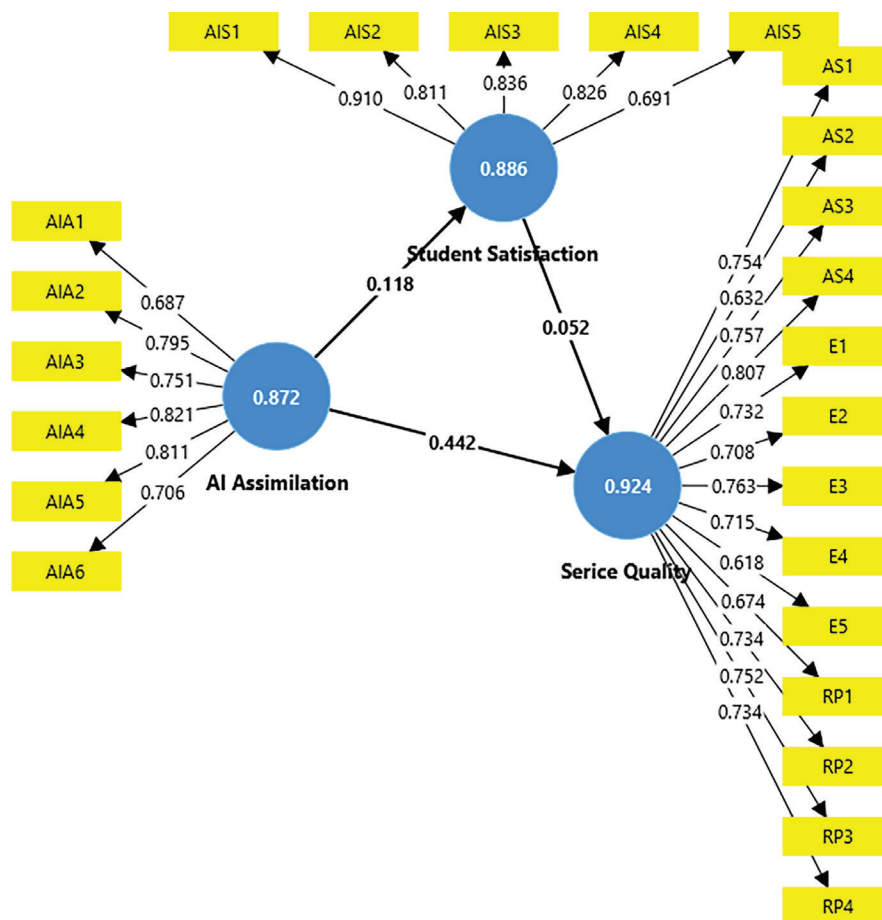 AIS1
AIS2
AIS3
AIS4
AIS5
0.910
0.811
0.836
0.826
0.691
0.886
Student Satisfaction
AIA1
AIA2
AIA3
AIA4
AIA5
AIA6
0.687
0.795
0.751
0.821
0.811
0.706
0.872
AI Assimilation
0.118
0.052
0.442
0.924
Serice Quality
0.754
0.632
0.757
0.807
0.732
0.708
0.763
0.715
0.618
0.674
0.734
0.752
0.734
AS1
AS2
AS3
AS4
E1
E2
E3
E4
E5
RP1
RP2
RP3
RP4